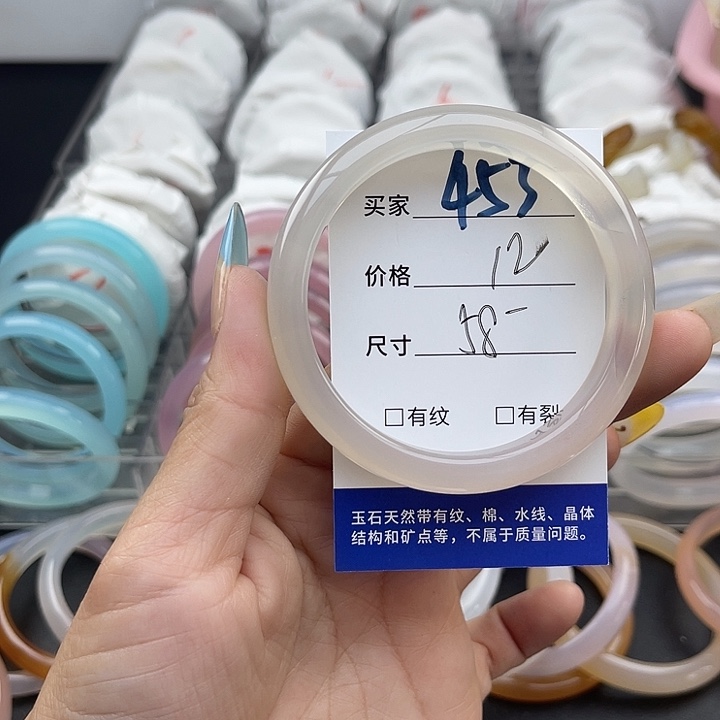 买家 453
价格 12
尺寸 58-
□有纹 □有裂
玉石天然带有纹、棉、水线、晶体
结构和矿点等，不属于质量问题。